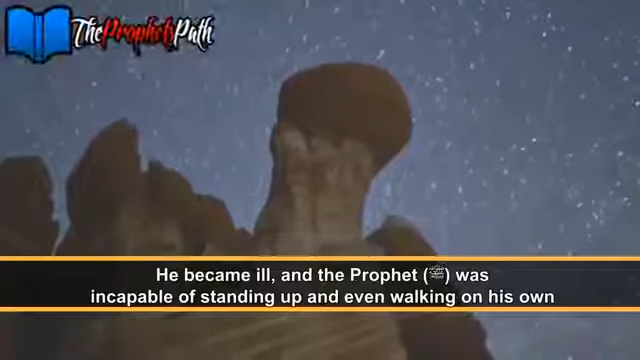 TheProphetsPath
He became ill, and the Prophet (ﷺ) was
incapable of standing up and even walking on his own